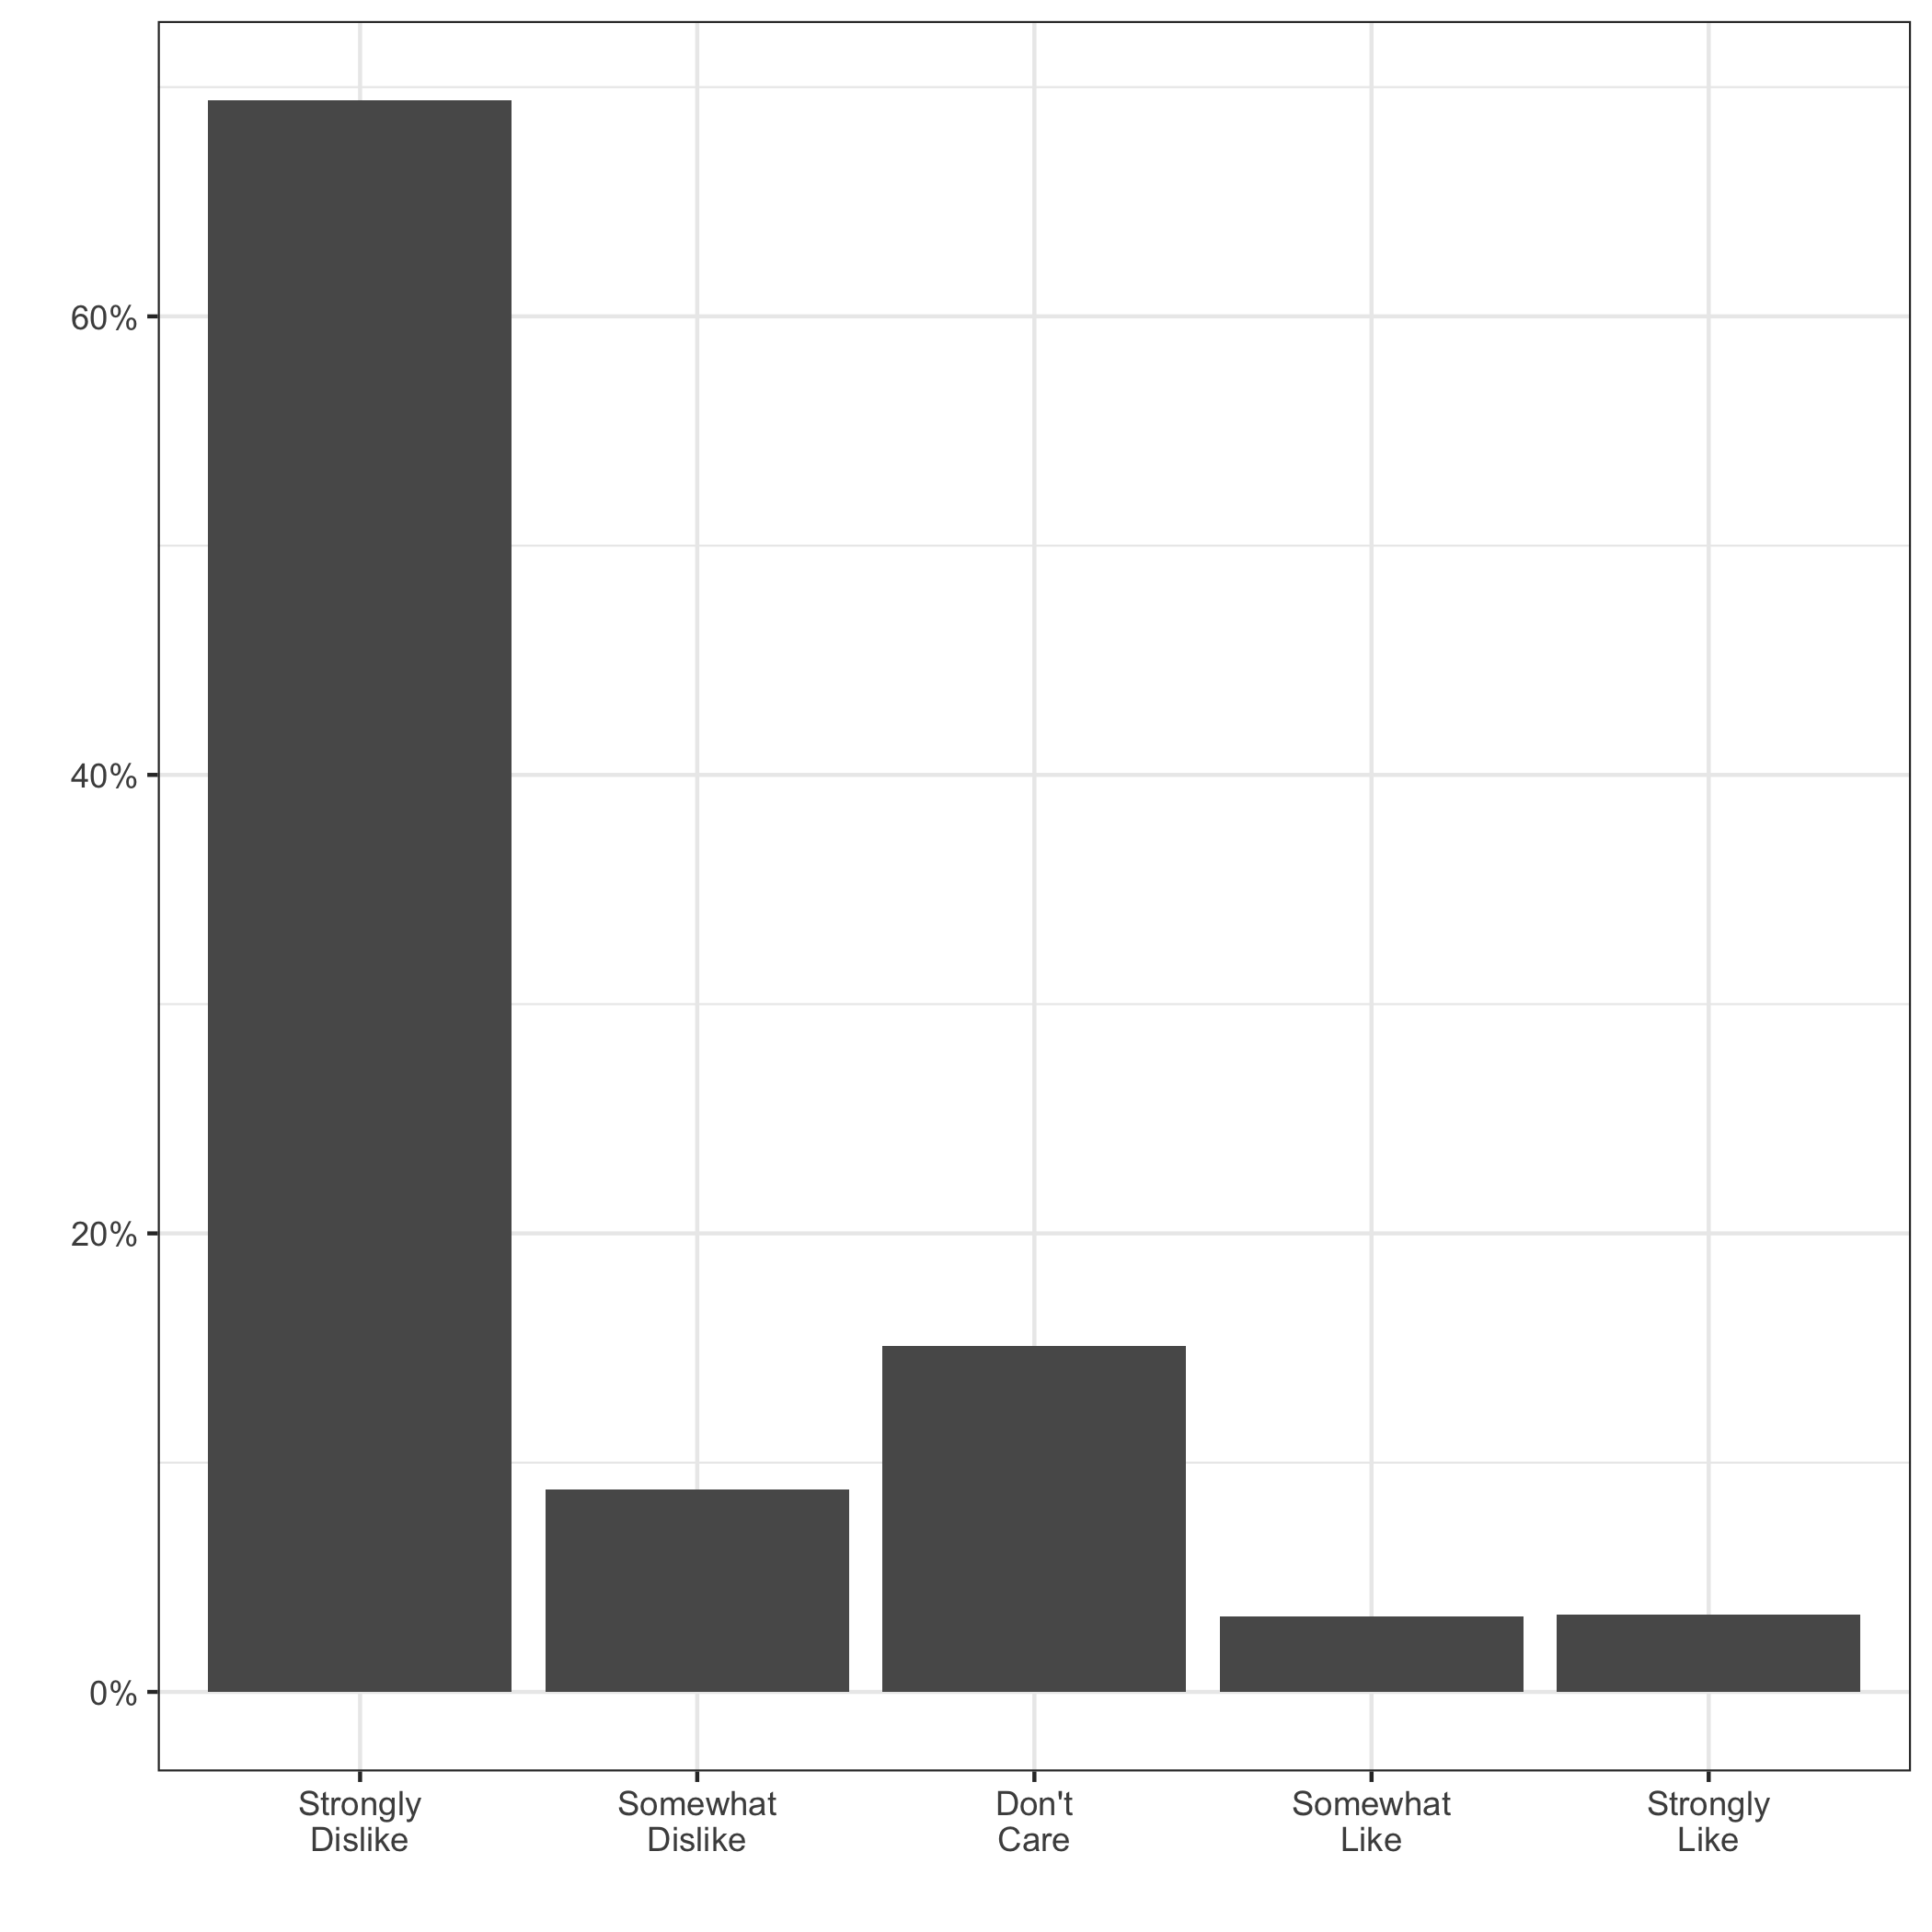 60%
40%
20%
0%
Strongly Dislike
Somewhat Dislike
Don't Care
Somewhat Like
Strongly Like